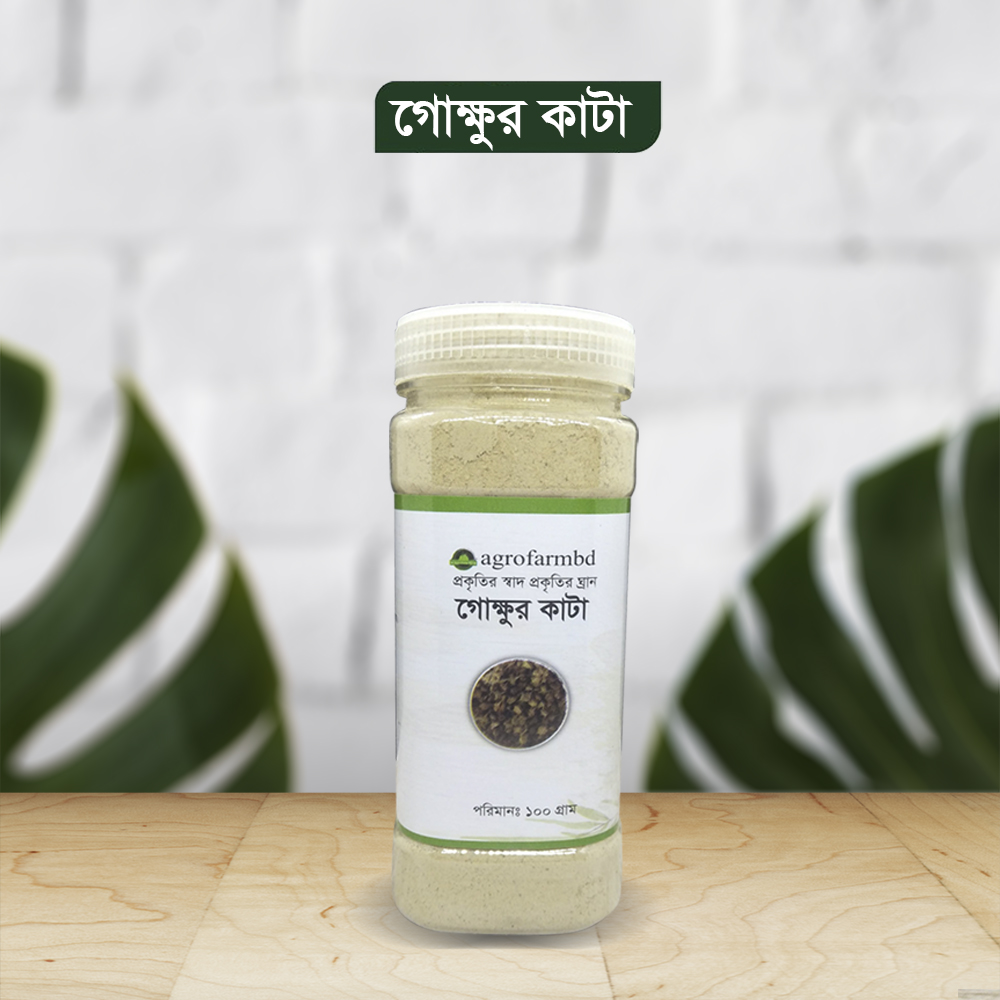 গোক্ষুর কাটা
agrofarmbd
প্রকৃতির স্বাদ প্রকৃতির ঘ্রান
গোক্ষুর কাটা
পরিমানঃ ১০০ গ্রাম